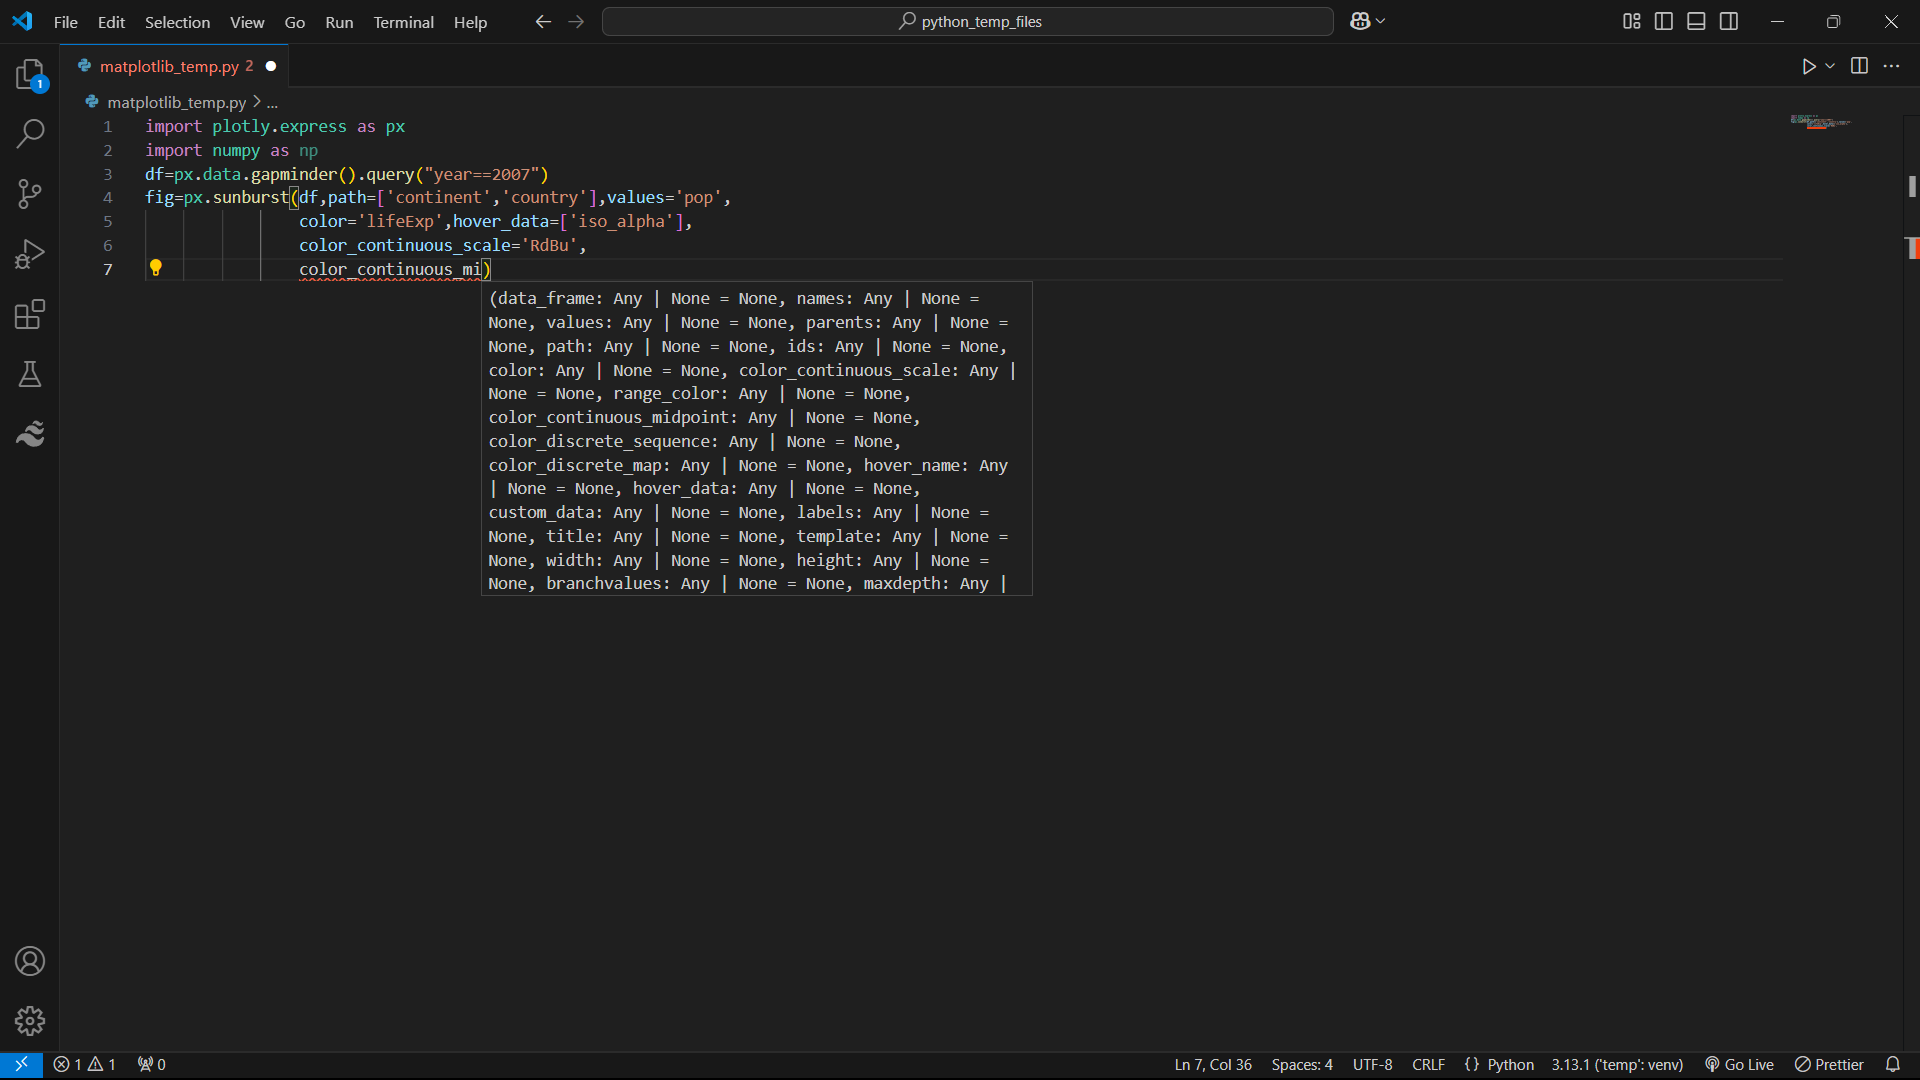 File Edit Selection View Go Run Terminal Help
python_temp_files
1
matplotlib_temp.py 2
matplotlib_temp.py > ...
1 import plotly.express as px
2 import numpy as np
3 df=px.data.gapminder().query("year==2007")
4 fig=px.sunburst(df,path=['continent','country'],values='pop',
5 color='lifeExp',hover_data=['iso_alpha'],
6 color_continuous_scale='RdBu',
7 color_continuous_mi)
(data_frame: Any | None = None, names: Any | None =
None, values: Any | None = None, parents: Any | None =
None, path: Any | None = None, ids: Any | None = None,
color: Any | None = None, color_continuous_scale: Any |
None = None, range_color: Any | None = None,
color_continuous_midpoint: Any | None = None,
color_discrete_sequence: Any | None = None,
color_discrete_map: Any | None = None, hover_name: Any
| None = None, hover_data: Any | None = None,
custom_data: Any | None = None, labels: Any | None =
None, title: Any | None = None, template: Any | None =
None, width: Any | None = None, height: Any | None =
None, branchvalues: Any | None = None, maxdepth: Any |
1 1 0 Ln 7, Col 36 Spaces: 4 UTF-8 CRLF {} Python 3.13.1 ('temp': venv) Go Live Prettier